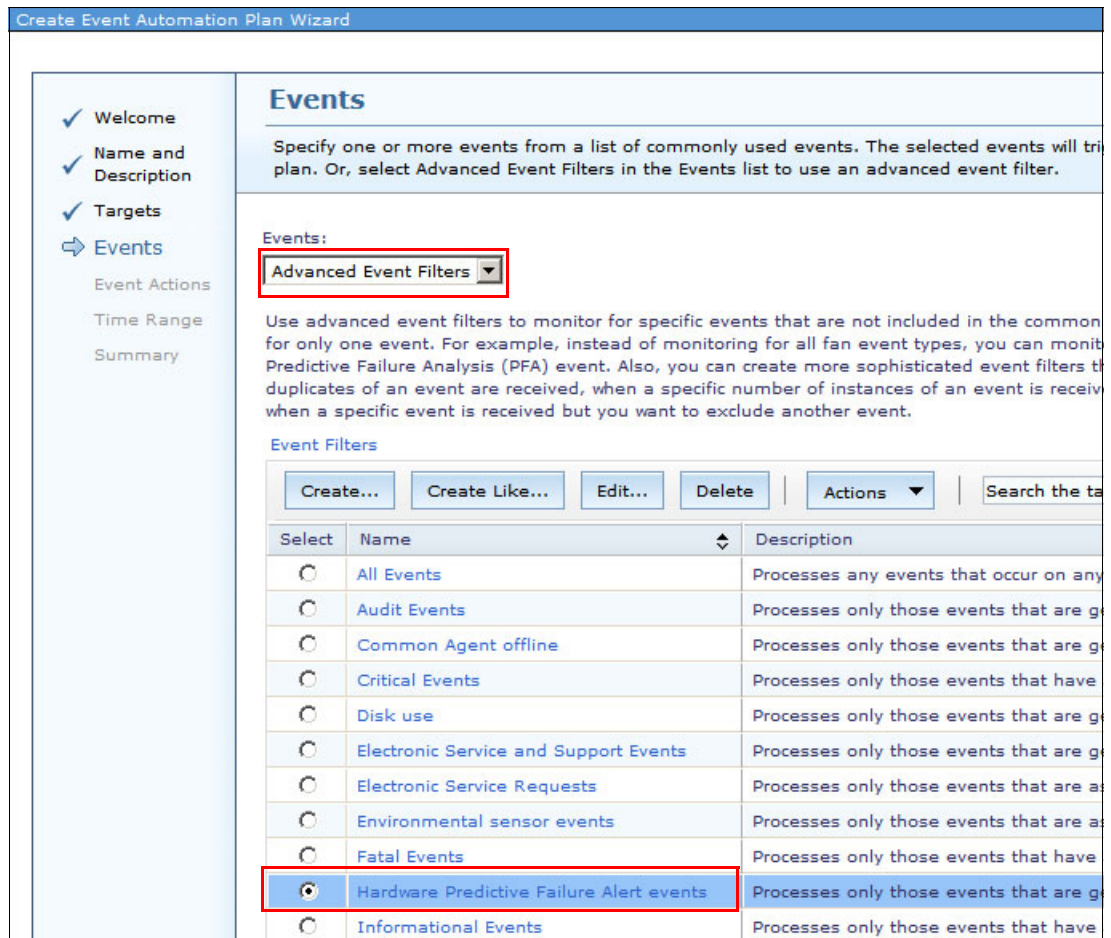 Create Event Automation Plan Wizard
Welcome
Name and
Description
Targets
Events
Event Actions
Time Range
Summary
Events
Specify one or more events from a list of commonly used events. The selected events will
plan. Or, select Advanced Event Filters in the Events list to use an advanced event filter.
Events:
Advanced Event Filters
Use advanced event filters to monitor for specific events that are not included in the common
for only one event. For example, instead of monitoring for all fan event types, you can
Predictive Failure Analysis (PFA) event. Also, you can create more sophisticated event filters
duplicates of an event are received, when a specific number of instances of an event is
when a specific event is received but you want to exclude another event.
Event Filters
Create... Create Like... Edit... Delete Actions Search the
Select Name Description
All Events Processes any events that occur on any
Audit Events Processes only those events that are
Common Agent offline Processes only those events that are
Critical Events Processes only those events that have
Disk use Processes only those events that are
Electronic Service and Support Events Processes only those events that are
Electronic Service Requests Processes only those events that are
Environmental sensor events Processes only those events that are
Fatal Events Processes only those events that have
Hardware Predictive Failure Alert events Processes only those events that are
Informational Events Processes only those events that have